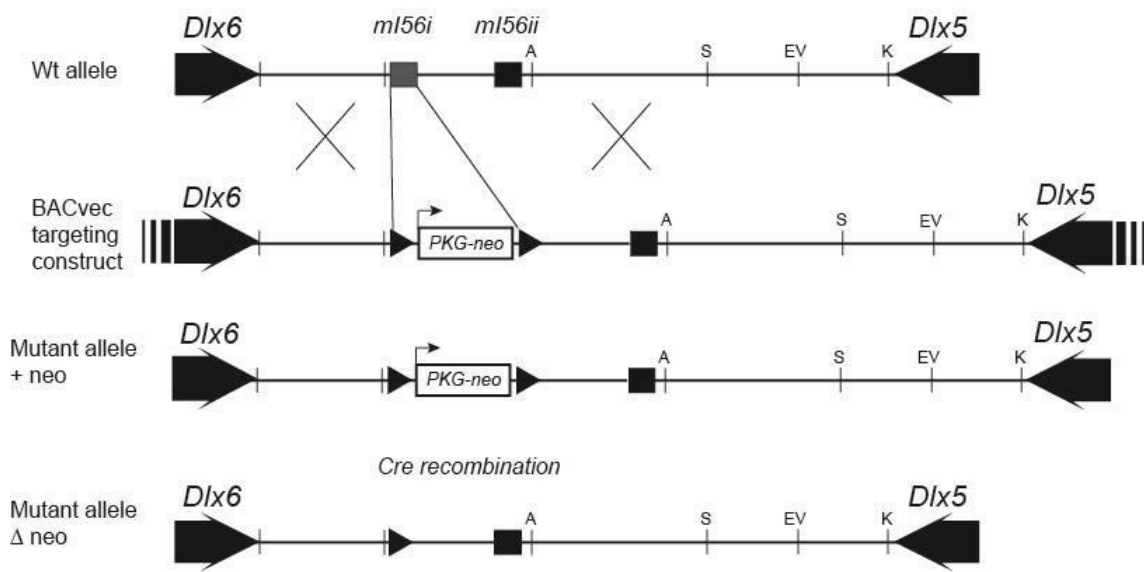 Dlx6 mI56i mI56ii Dlx5
A S EV K
Wt allele
Dlx6 Dlx5
BACvec
targeting
construct
PKG-neo
A S EV K
Dlx6 Dlx5
Mutant allele
+ neo
PKG-neo
A S EV K
Cre recombination
Dlx6 Dlx5
Mutant allele
Δ neo
A S EV K